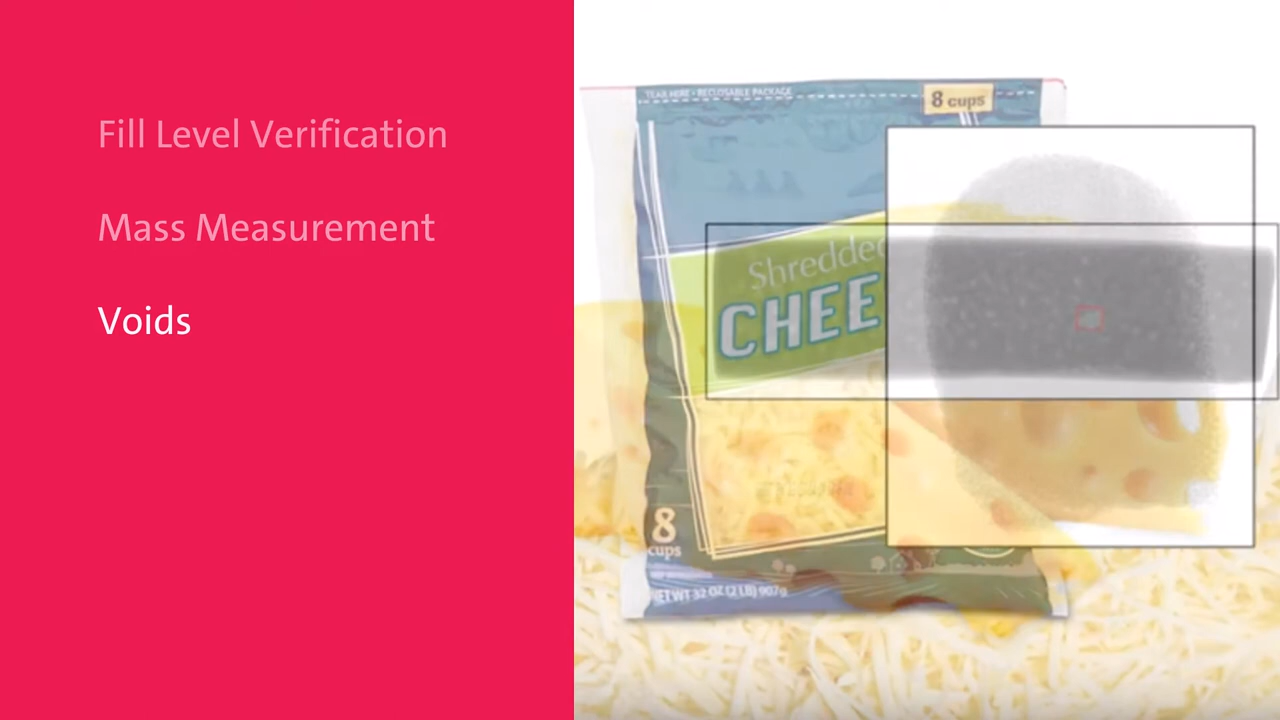 Fill Level Verification
Mass Measurement
Voids
TEAR HERE • RECLOSABLE PACKAGE
8 cups
Shredded
CHEE
8
cups
NET WT 32 OZ (2 LB) 907g